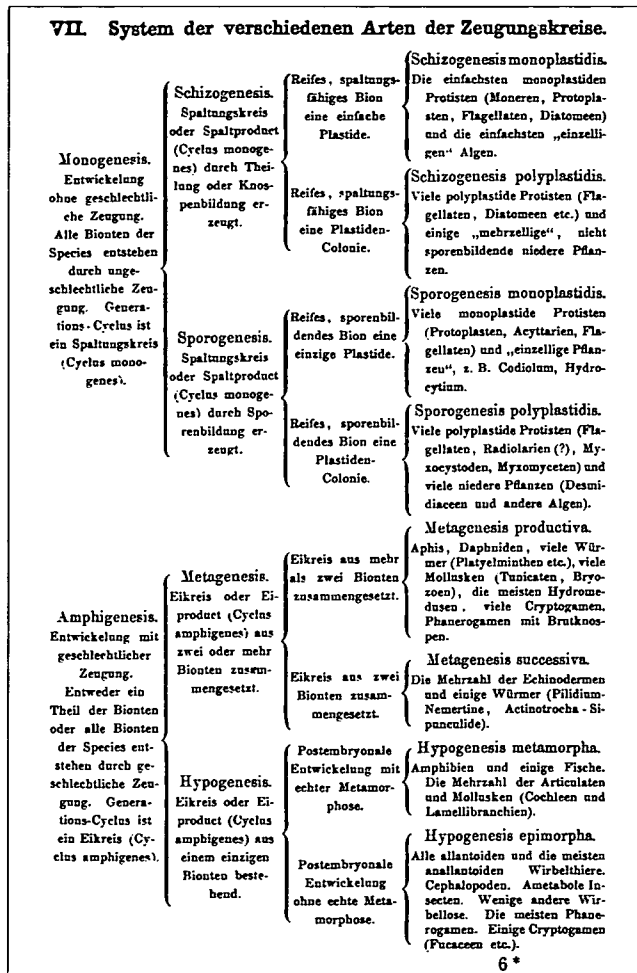 VII. System der verschiedenen Arten der Zeugungskreise.
Monogenesis.
Entwickelung
ohne geschlechtli-
che Zeugung.
Alle Bionten der
Species entstehen
durch unge-
schlechtliche Zeu-
gung. Genera-
tions-Cyclus ist
ein Spaltungskreis
(Cyclus mono-
genes).
Schizogenesis.
Spaltungskreis
oder Spaltproduct
(Cyclus monoge-
nes) durch Thei-
lung oder Knos-
penbildung er-
zeugt.
Reifes, spaltungs-
fähiges Bion
eine einfache
Plastide.
Schizogenesis monoplastidis.
Die einfachsten monoplastiden
Protisten (Moneren, Protopla-
sten, Flagellaten, Diatomeen)
und die einfachsten „einzelli-
gen“ Algen.
Reifes, spaltungs-
fähiges Bion
eine Plastiden-
Colonie.
Schizogenesis polyplastidis.
Viele polyplastide Protisten (Fla-
gellaten, Diatomeen etc.) und
einige „mehrzellige“, nicht
sporenbildende niedere Pflan-
zen.
Sporogenesis.
Spaltungskreis
oder Spaltproduct
(Cyclus monoge-
nes) durch Spo-
renbildung er-
zeugt.
Reifes, sporenbil-
dendes Bion eine
einzige Plastide.
Sporogenesis monoplastidis.
Viele monoplastide Protisten
(Protoplasten, Acyttarien, Fla-
gellaten) und „einzellige Pflan-
zen“, z. B. Codiolum, Hydro-
cytium.
Reifes, sporenbil-
dendes Bion eine
Plastiden-
Colonie.
Sporogenesis polyplastidis.
Viele polyplastide Protisten (Fla-
gellaten, Radiolarien (?), My-
xocystoden, Myxomyceten) und
viele niedere Pflanzen (Desmi-
diaceen und andere Algen).
Amphigenesis.
Entwickelung mit
geschlechtlicher
Zeugung.
Entweder ein
Theil der Bionten
oder alle Bionten
der Species ent-
stehen durch ge-
schlechtliche Zeu-
gung. Genera-
tions-Cyclus ist
ein Eikreis (Cy-
clus amphigenes).
Metagenesis.
Eikreis oder Ei-
product (Cyclus
amphigenes) aus
zwei oder mehr
Bionten zusam-
mengesetzt.
Eikreis aus mehr
als zwei Bionten
zusammengesetzt.
Metagenesis productiva.
Aphis, Daphniden, viele Wür-
mer (Platyelminthen etc.), viele
Mollusken (Tunicaten, Bryo-
zoen), die meisten Hydrome-
dusen, viele Cryptogamen.
Phanerogamen mit Brutknos-
pen.
Eikreis aus zwei
Bionten zusam-
mengesetzt.
Metagenesis successiva.
Die Mehrzahl der Echinodermen
und einige Würmer (Pilidium-
Nemertine, Actinotrocha-Si-
punculide).
Hypogenesis.
Eikreis oder Ei-
product (Cyclus
amphigenes) aus
einem einzigen
Bionten beste-
hend.
Postembryonale
Entwickelung mit
echter Metamor-
phose.
Hypogenesis metamorpha.
Amphibien und einige Fische.
Die Mehrzahl der Articulaten
und Mollusken (Cochleen und
Lamellibranchien).
Postembryonale
Entwickelung
ohne echte Meta-
morphose.
Hypogenesis epimorpha.
Alle allantoiden und die meisten
anallantoiden Wirbelthiere.
Cephalopoden. Ametabole In-
secten. Wenige andere Wir-
bellose. Die meisten Phane-
rogamen. Einige Cryptogamen
(Fucaceen etc.).
6*